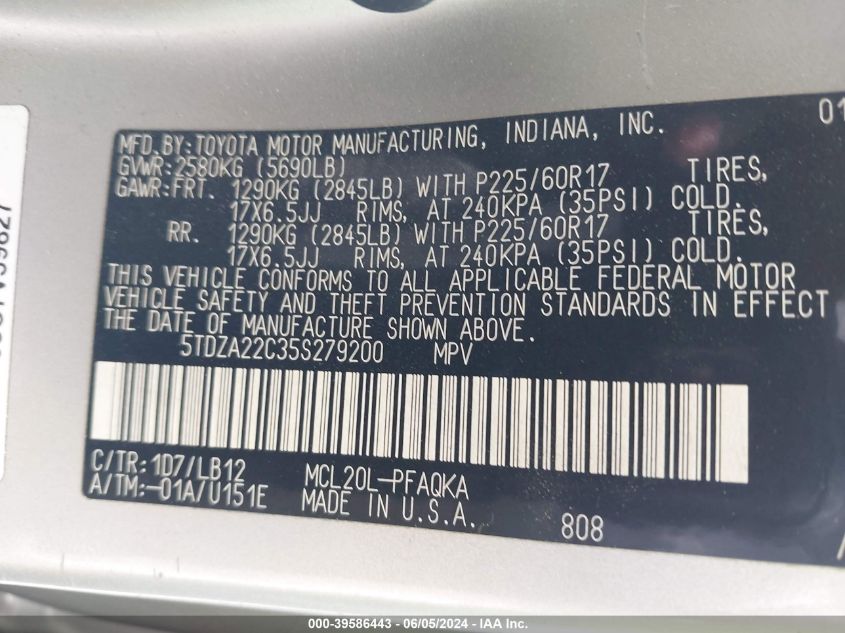 01
MFD. BY: TOYOTA MOTOR MANUFACTURING, INDIANA, INC.
GVWR: 2580KG (5690LB)
GAWR: FRT. 1290KG (2845LB) WITH P225/60R17 TIRES,
17X6.5JJ RIMS, AT 240KPA (35PSI) COLD.
RR. 1290KG (2845LB) WITH P225/60R17 TIRES,
17X6.5JJ RIMS, AT 240KPA (35PSI) COLD.
THIS VEHICLE CONFORMS TO ALL APPLICABLE FEDERAL MOTOR
VEHICLE SAFETY AND THEFT PREVENTION STANDARDS IN EFFECT
THE DATE OF MANUFACTURE SHOWN ABOVE.
5TDZA22C35S279200 MPV
C/TR: 1D7/LB12 MCL20L-PFAQKA
A/TM: -01A/U151E MADE IN U.S.A. 808
000-39586443 - 06/05/2024 - IAA Inc.